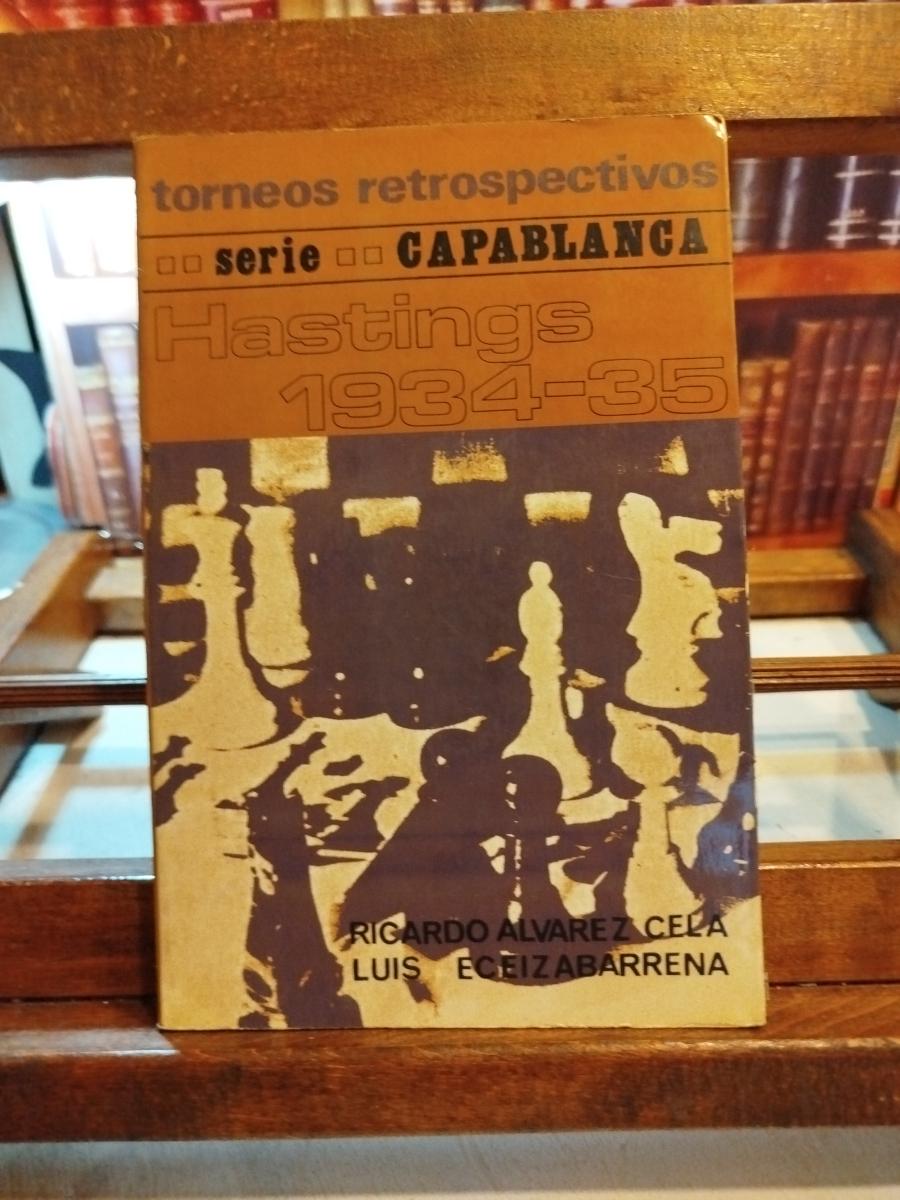 torneos retrospectivos
serie CAPABLANCA
Hastings
1934-35
RICARDO ALVAREZ CELA
LUIS ECEIZABARRENA